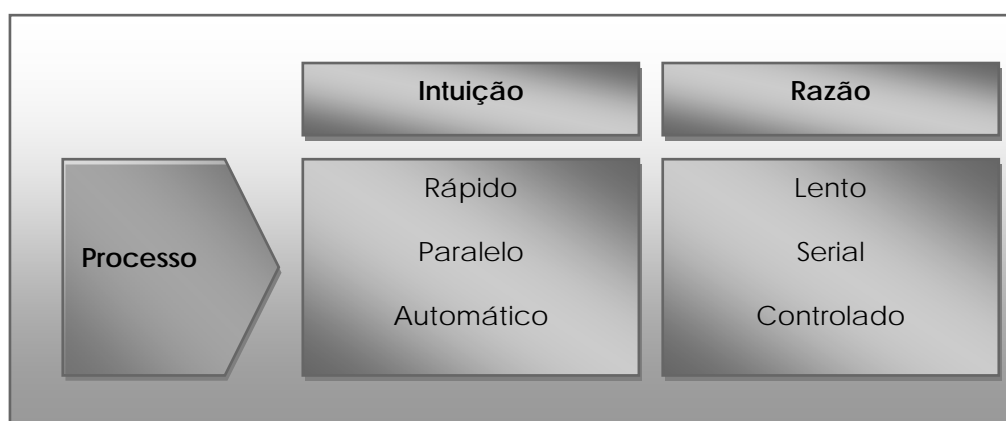 Intuição Razão
Rápido Lento
Processo Paralelo Serial
Automático Controlado